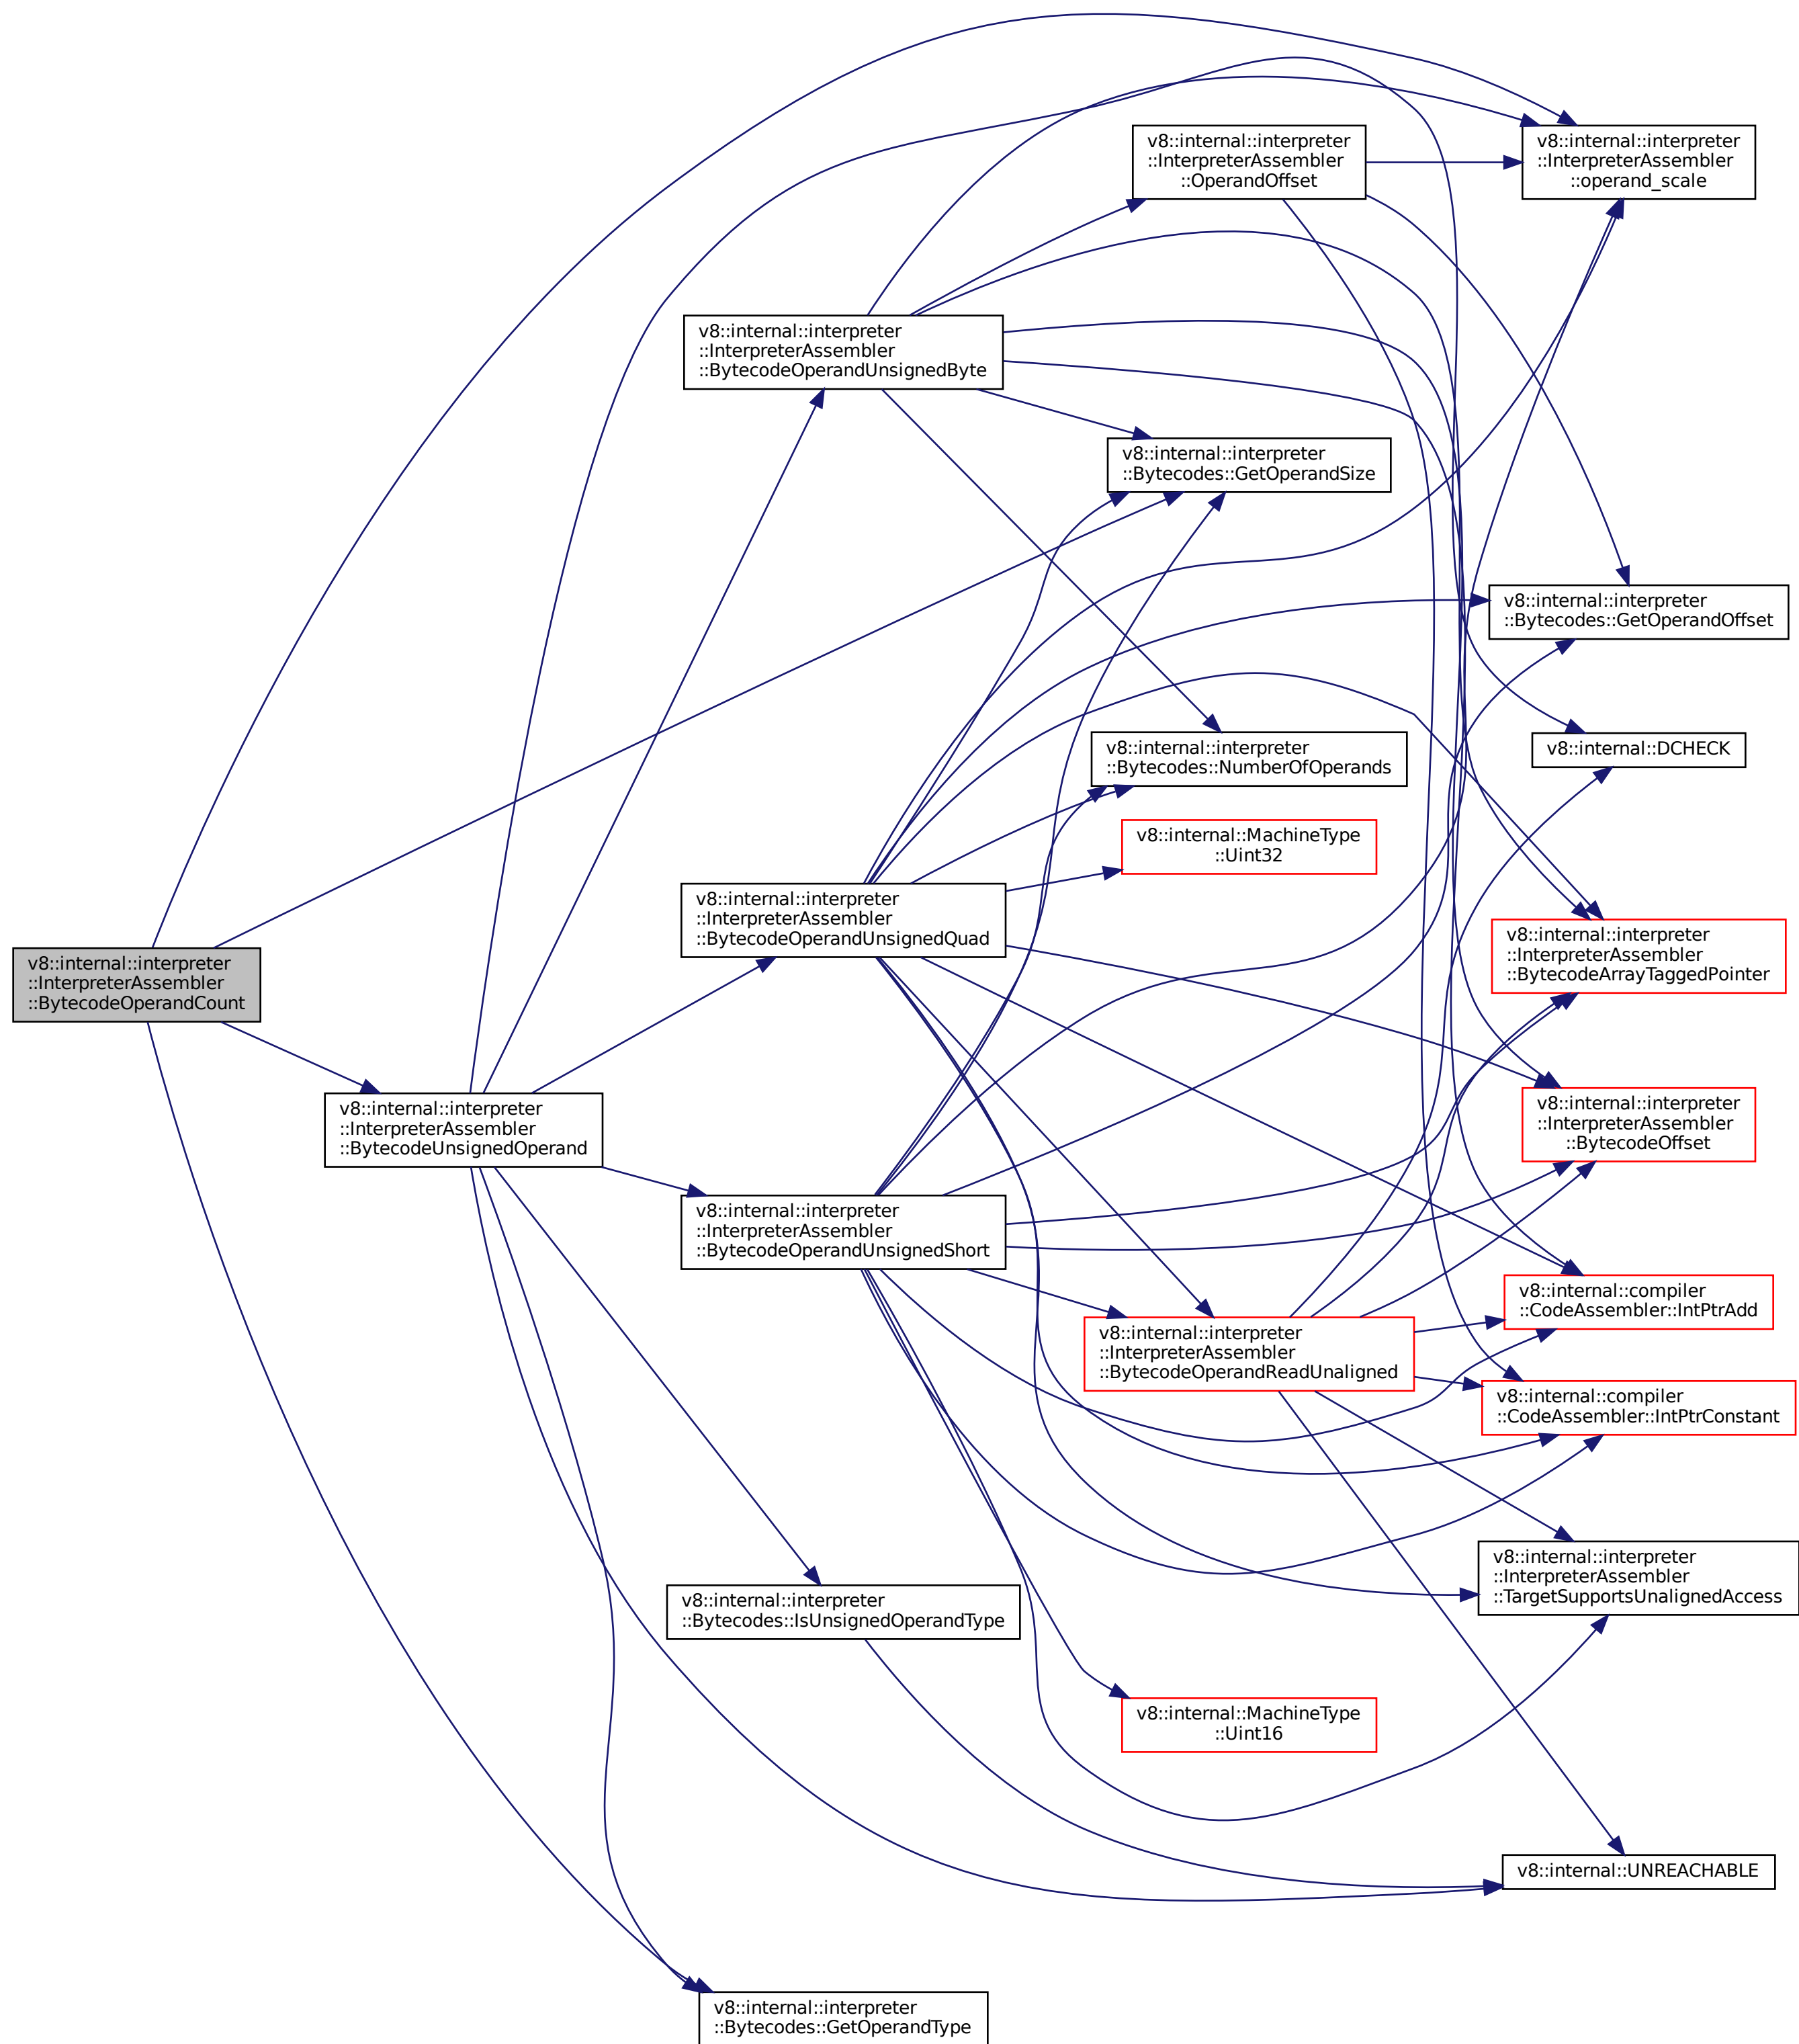 v8::internal::interpreter
::InterpreterAssembler
::OperandOffset
v8::internal::interpreter
::InterpreterAssembler
::operand_scale
v8::internal::interpreter
::InterpreterAssembler
::BytecodeOperandUnsignedByte
v8::internal::interpreter
::Bytecodes::GetOperandSize
v8::internal::interpreter
::Bytecodes::GetOperandOffset
v8::internal::DCHECK
v8::internal::interpreter
::Bytecodes::NumberOfOperands
v8::internal::MachineType
::Uint32
v8::internal::interpreter
::InterpreterAssembler
::BytecodeOperandUnsignedQuad
v8::internal::interpreter
::InterpreterAssembler
::BytecodeArrayTaggedPointer
v8::internal::interpreter
::InterpreterAssembler
::BytecodeOperandCount
v8::internal::interpreter
::InterpreterAssembler
::BytecodeUnsignedOperand
v8::internal::interpreter
::InterpreterAssembler
::BytecodeOffset
v8::internal::interpreter
::InterpreterAssembler
::BytecodeOperandUnsignedShort
v8::internal::compiler
::CodeAssembler::IntPtrAdd
v8::internal::interpreter
::InterpreterAssembler
::BytecodeOperandReadUnaligned
v8::internal::compiler
::CodeAssembler::IntPtrConstant
v8::internal::interpreter
::InterpreterAssembler
::TargetSupportsUnalignedAccess
v8::internal::interpreter
::Bytecodes::IsUnsignedOperandType
v8::internal::MachineType
::Uint16
v8::internal::UNREACHABLE
v8::internal::interpreter
::Bytecodes::GetOperandType